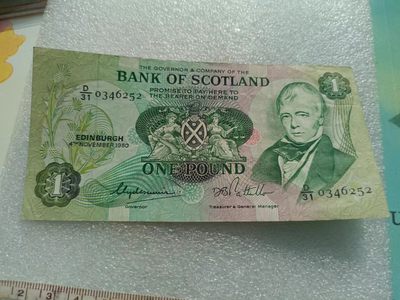 THE GOVERNOR & COMPANY OF THE
BANK OF SCOTLAND
PROMISE TO PAY HERE TO
THE BEARER ON DEMAND
1
D/31 0346252
EDINBURGH
4TH NOVEMBER 1980
ONE POUND
1
D/31 0346252
Governor
Treasurer & General Manager